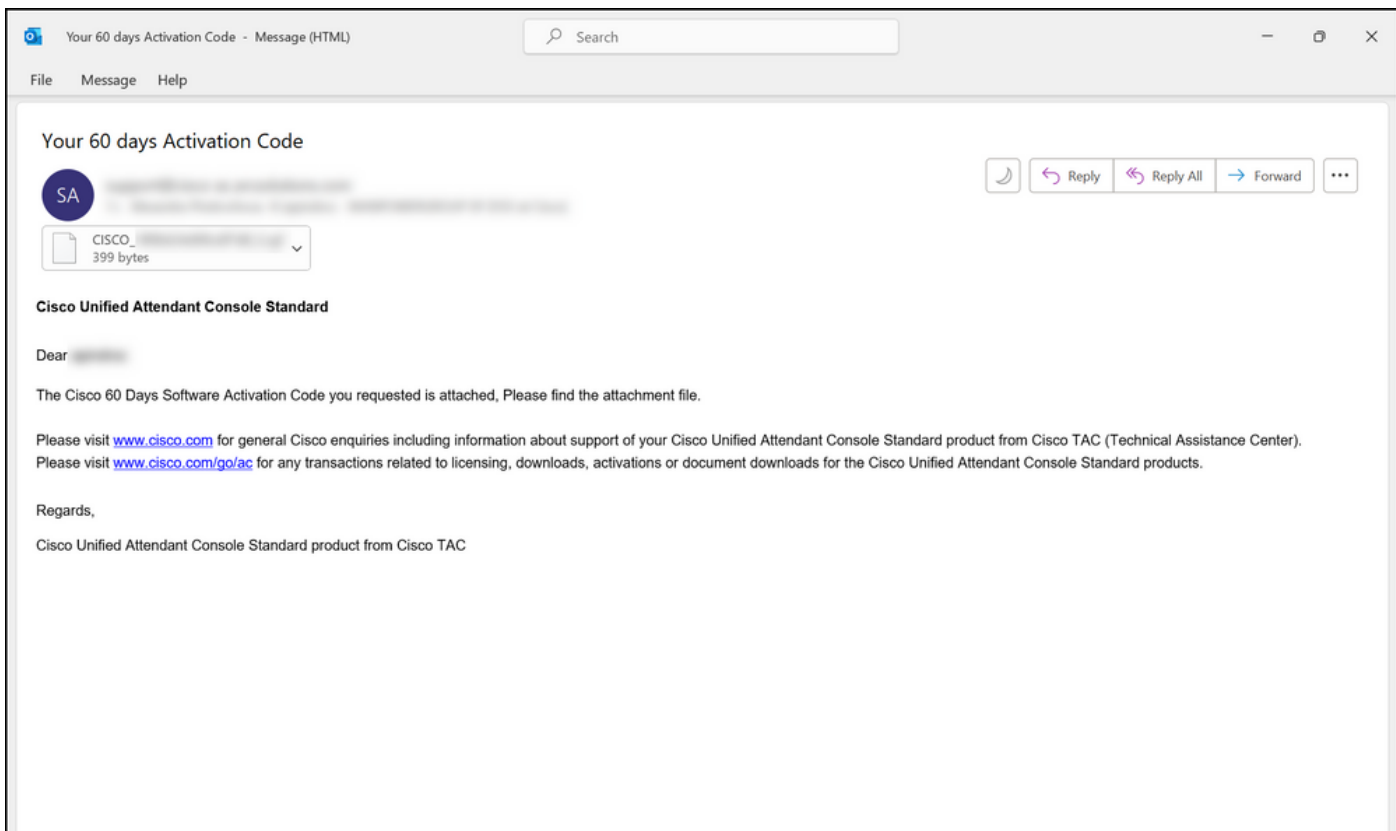 Your 60 days Activation Code - Message (HTML)
Search
File Message Help
Your 60 days Activation Code
SA
Reply
Reply All
Forward
CISCO_
399 bytes
Cisco Unified Attendant Console Standard
Dear
The Cisco 60 Days Software Activation Code you requested is attached, Please find the attachment file.
Please visit www.cisco.com for general Cisco enquiries including information about support of your Cisco Unified Attendant Console Standard product from Cisco TAC (Technical Assistance Center).
Please visit www.cisco.com/go/ac for any transactions related to licensing, downloads, activations or document downloads for the Cisco Unified Attendant Console Standard products.
Regards,
Cisco Unified Attendant Console Standard product from Cisco TAC